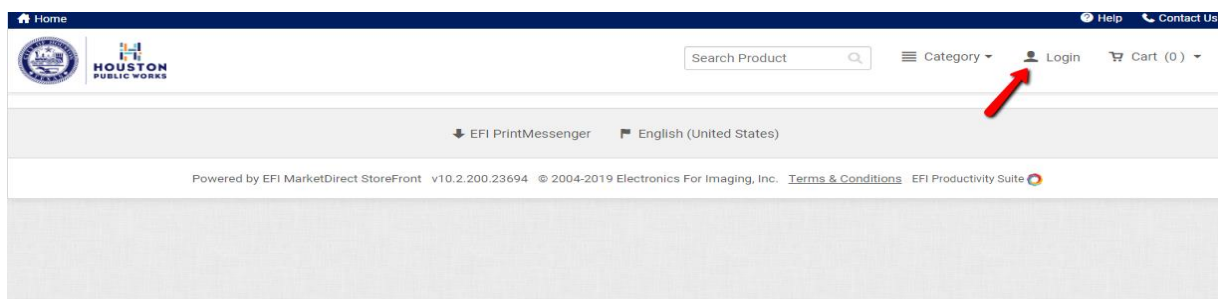 Home Help Contact Us
HOUSTON
PUBLIC WORKS
Search Product Category Login Cart (0)
EFI PrintMessenger English (United States)
Powered by EFI MarketDirect StoreFront v10.2.200.23694 © 2004-2019 Electronics For Imaging, Inc. Terms & Conditions EFI Productivity Suite